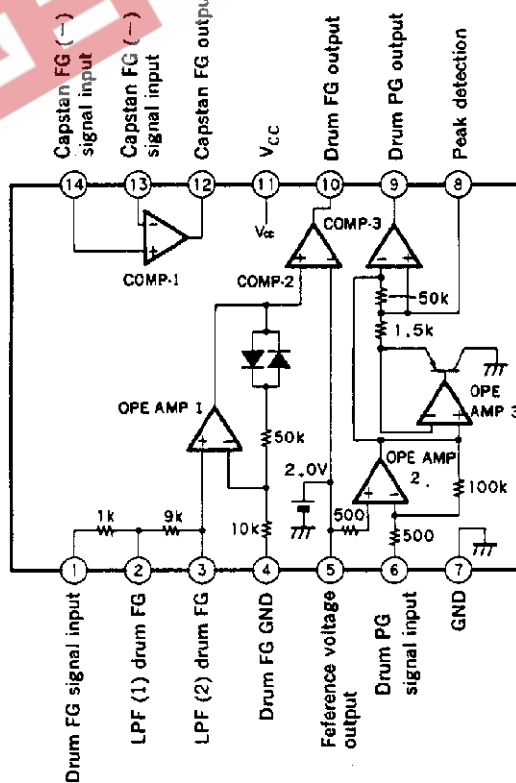 Capstan FG (−)
signal input
Capstan FG (−)
signal input
Capstan FG output
VCC
Drum FG output
Drum PG output
Peak detection
14
13
12
11
10
9
8
Vcc
COMP-1
COMP-2
COMP-3
50k
1.5k
OPE AMP 1
OPE
AMP 3
50k
2.0V
OPE AMP
2.
1k
9k
10k
500
500
100k
1
2
3
4
5
6
7
Drum FG signal input
LPF (1) drum FG
LPF (2) drum FG
Drum FG GND
Feference voltage
output
Drum PG
signal input
GND